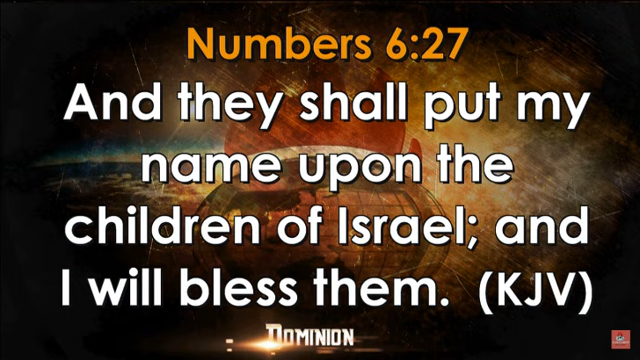 Numbers 6:27
And they shall put my
name upon the
children of Israel; and
I will bless them. (KJV)
DOMINION